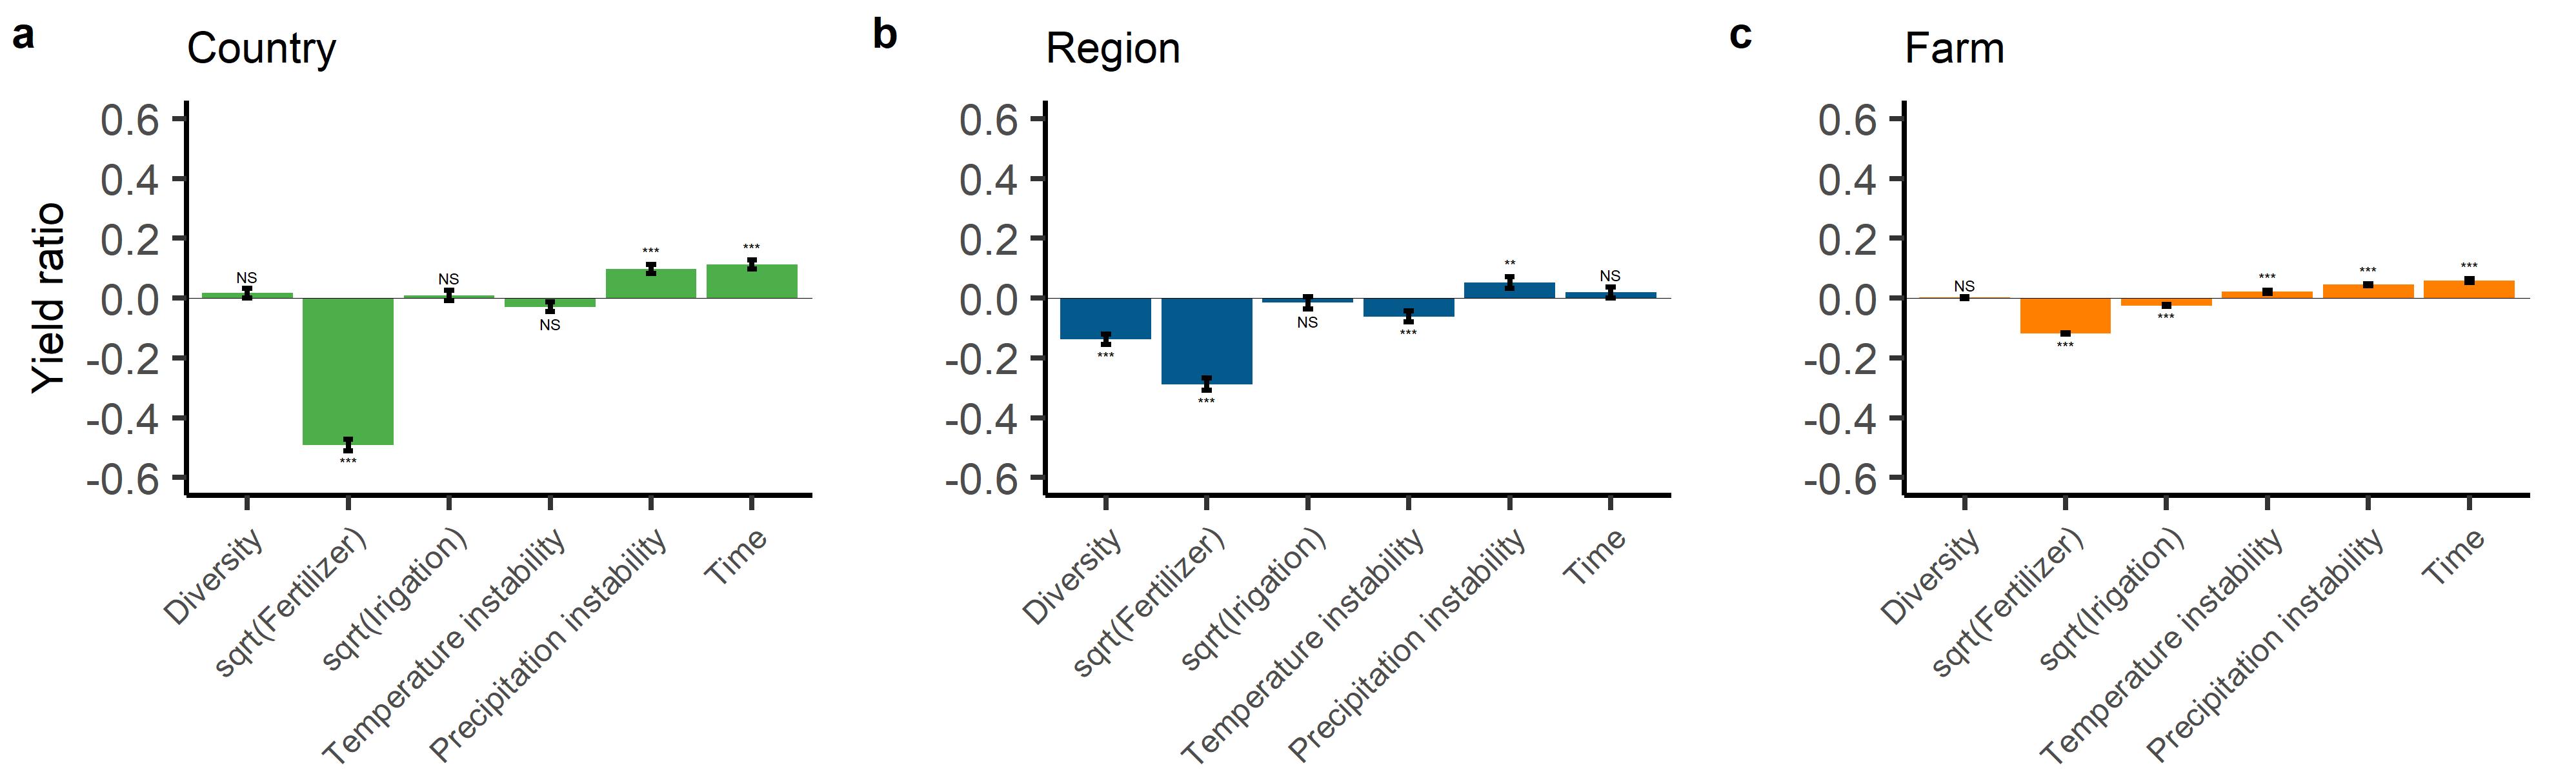 a
Country
Yield ratio
0.6
0.4
0.2
0.0
-0.2
-0.4
-0.6
NS
***
NS
NS
***
***
Diversity
sqrt(Fertilizer)
sqrt(Irigation)
Temperature instability
Precipitation instability
Time
b
Region
0.6
0.4
0.2
0.0
-0.2
-0.4
-0.6
***
***
NS
***
**
NS
Diversity
sqrt(Fertilizer)
sqrt(Irigation)
Temperature instability
Precipitation instability
Time
c
Farm
0.6
0.4
0.2
0.0
-0.2
-0.4
-0.6
NS
***
***
***
***
***
Diversity
sqrt(Fertilizer)
sqrt(Irigation)
Temperature instability
Precipitation instability
Time